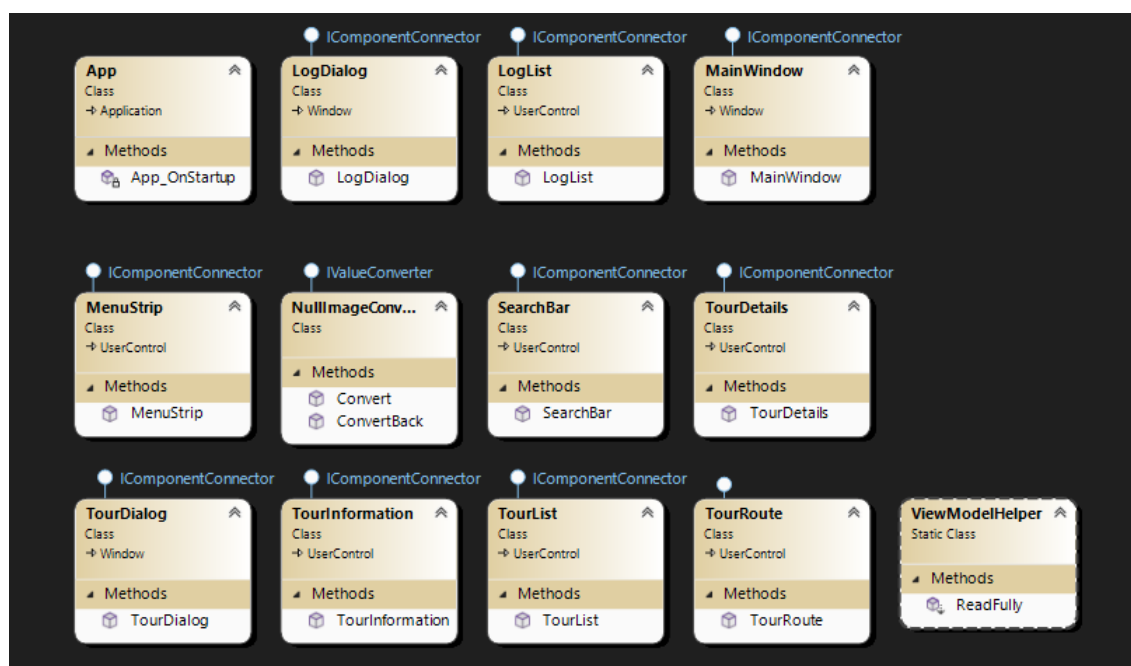 IComponentConnector IComponentConnector IComponentConnector
App LogDialog LogList MainWindow
Class Class Class Class
Application Window UserControl Window
Methods Methods Methods Methods
App_OnStartup LogDialog LogList MainWindow
IComponentConnector IValueConverter IComponentConnector IComponentConnector
MenuStrip NullImageConv... SearchBar TourDetails
Class Class Class Class
UserControl UserControl UserControl
Methods Methods Methods Methods
MenuStrip Convert SearchBar TourDetails
ConvertBack
IComponentConnector IComponentConnector IComponentConnector
TourDialog TourInformation TourList TourRoute ViewModelHelper
Class Class Class Class Static Class
Window UserControl UserControl UserControl
Methods Methods Methods Methods Methods
TourDialog TourInformation TourList TourRoute ReadFully